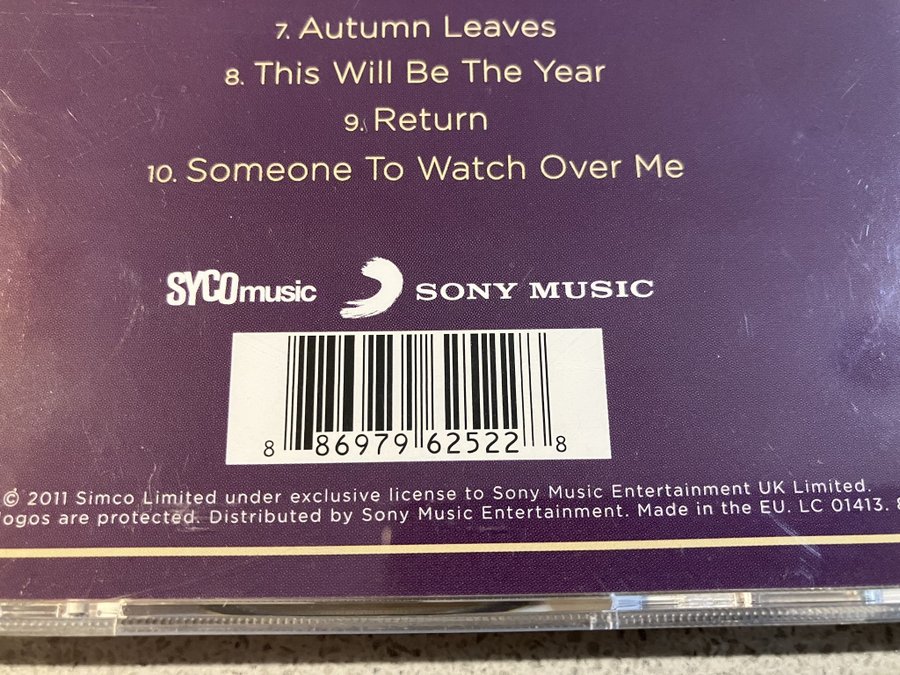 7. Autumn Leaves
8. This Will Be The Year
9. Return
10. Someone To Watch Over Me
SYCOmusic SONY MUSIC
8 86979 62522 8
© 2011 Simco Limited under exclusive license to Sony Music Entertainment UK Limited.
logos are protected. Distributed by Sony Music Entertainment. Made in the EU. LC 01413.